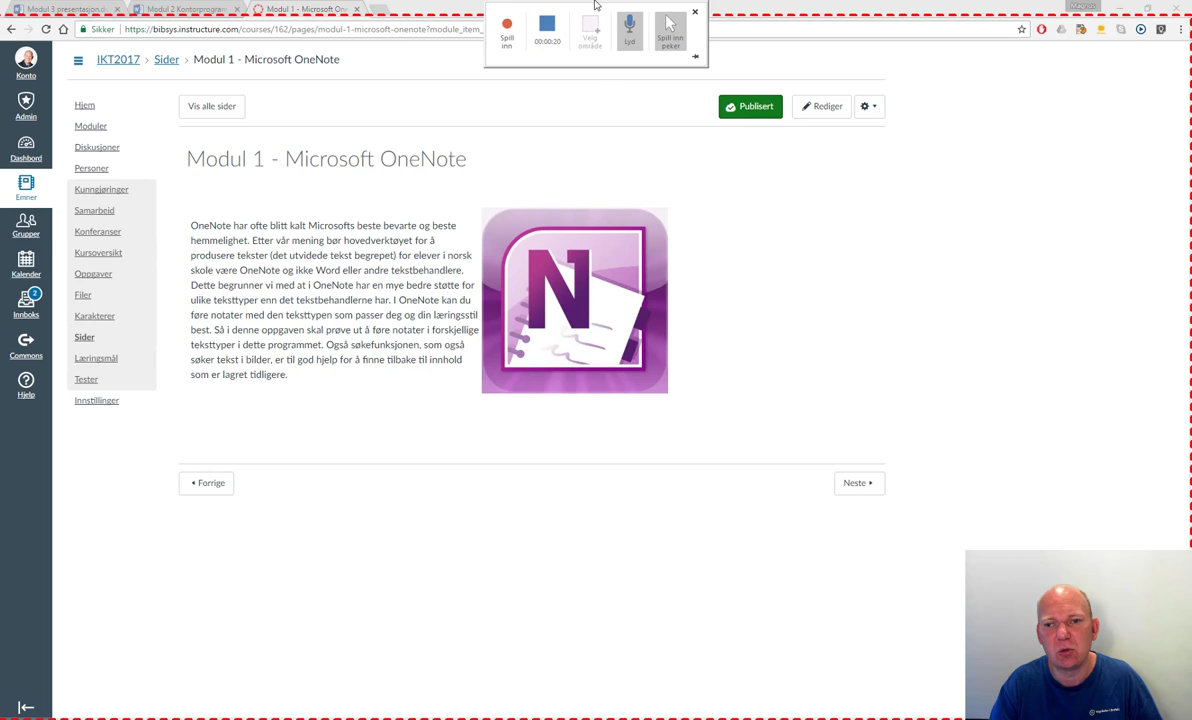 Modul 3 presentasjon.d
Modul 2 Kontorprogram
Modul 1 - Microsoft On
Magnus
Sikker
https://bibsys.instructure.com/courses/162/pages/modul-1-microsoft-onenote?module_item_
Spill inn
00:00:20
Velg område
Lyd
Spill inn peker
Konto
Admin
Dashbord
Emner
Grupper
Kalender
2
Innboks
Commons
Hjelp
IKT2017 > Sider > Modul 1 - Microsoft OneNote
Hjem
Moduler
Diskusjoner
Personer
Kunngjøringer
Samarbeid
Konferanser
Kursoversikt
Oppgaver
Filer
Karakterer
Sider
Læringsmål
Tester
Innstillinger
Vis alle sider
Publisert
Rediger
Modul 1 - Microsoft OneNote
OneNote har ofte blitt kalt Microsofts beste bevarte og beste
hemmelighet. Etter vår mening bør hovedverktøyet for å
produsere tekster (det utvidede tekst begrepet) for elever i norsk
skole være OneNote og ikke Word eller andre tekstbehandlere.
Dette begrunner vi med at i OneNote har en mye bedre støtte for
ulike teksttyper enn det tekstbehandlerne har. I OneNote kan du
føre notater med den teksttypen som passer deg og din læringsstil
best. Så i denne oppgaven skal prøve ut å føre notater i forskjellige
teksttyper i dette programmet. Også søkefunksjonen, som også
søker tekst i bilder, er til god hjelp for å finne tilbake til innhold
som er lagret tidligere.
N
Forrige
Neste